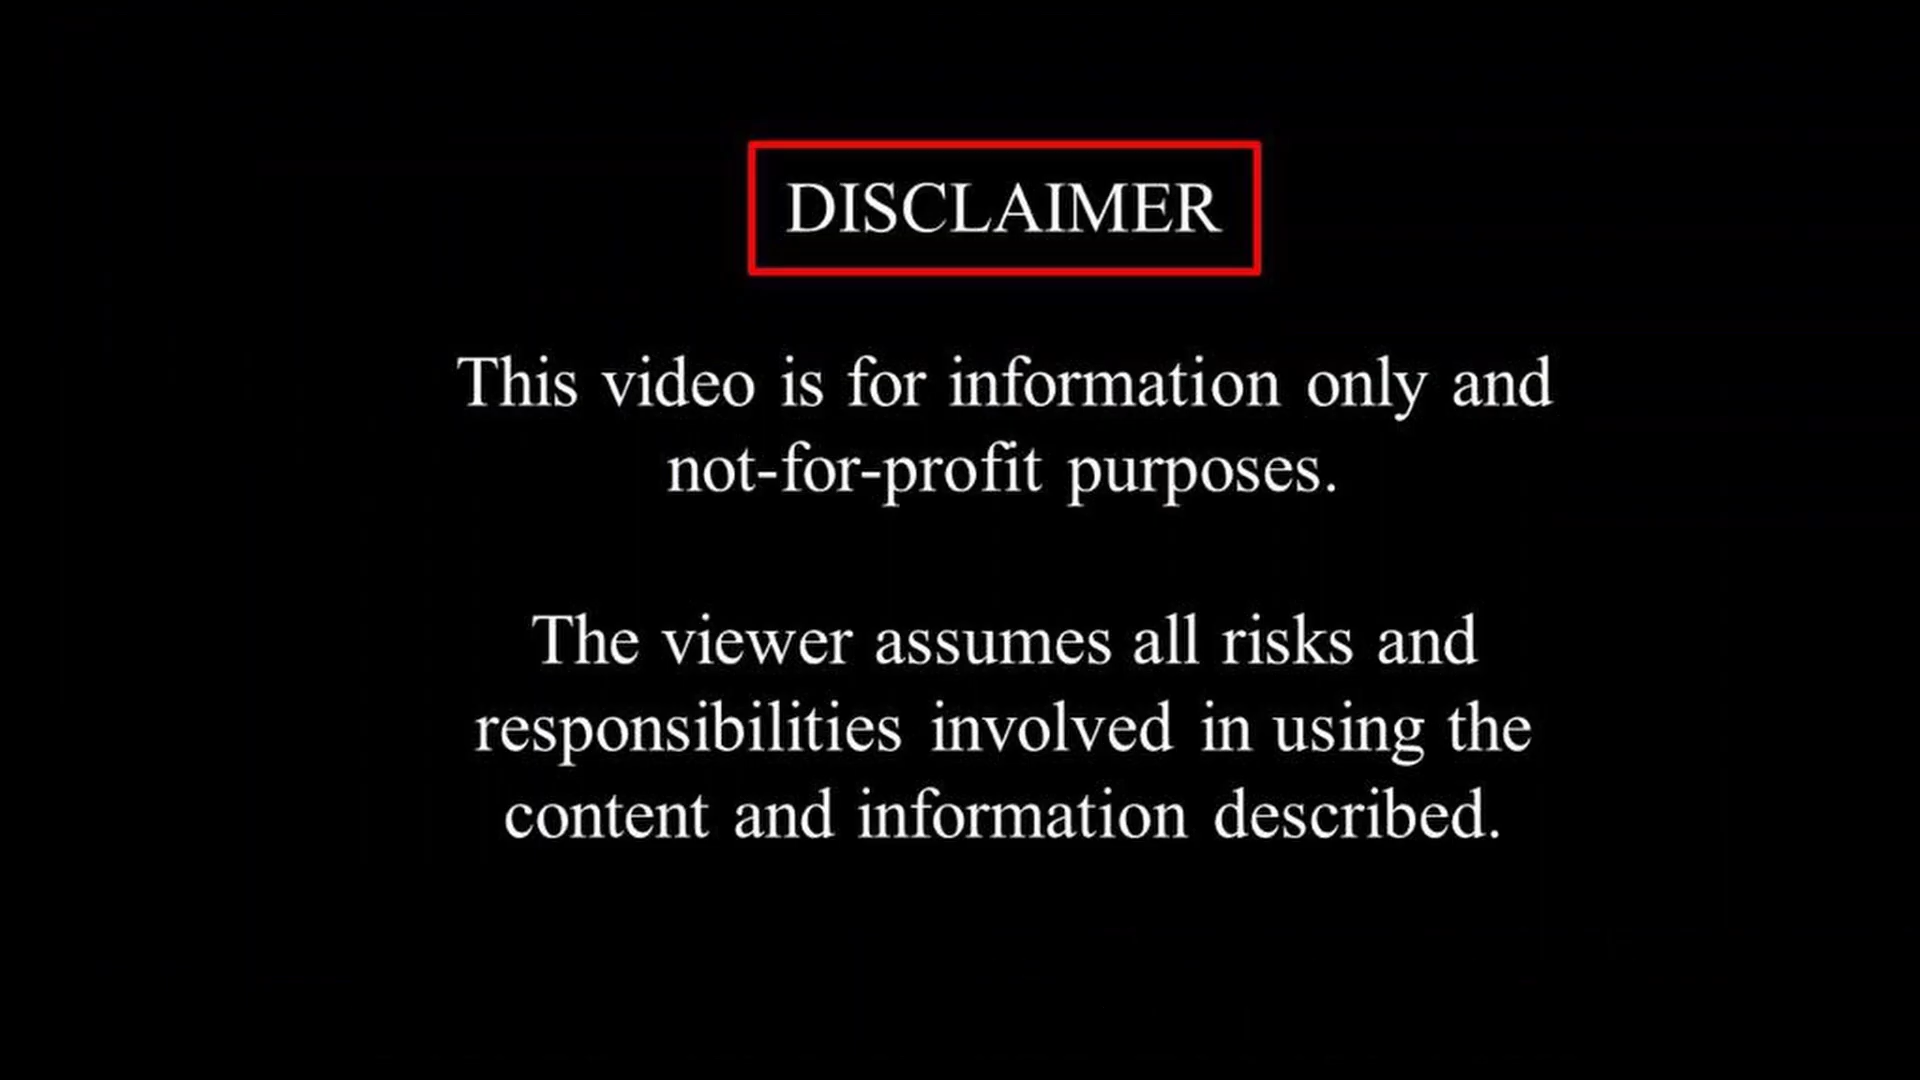 DISCLAIMER
This video is for information only and
not-for-profit purposes.
The viewer assumes all risks and
responsibilities involved in using the
content and information described.